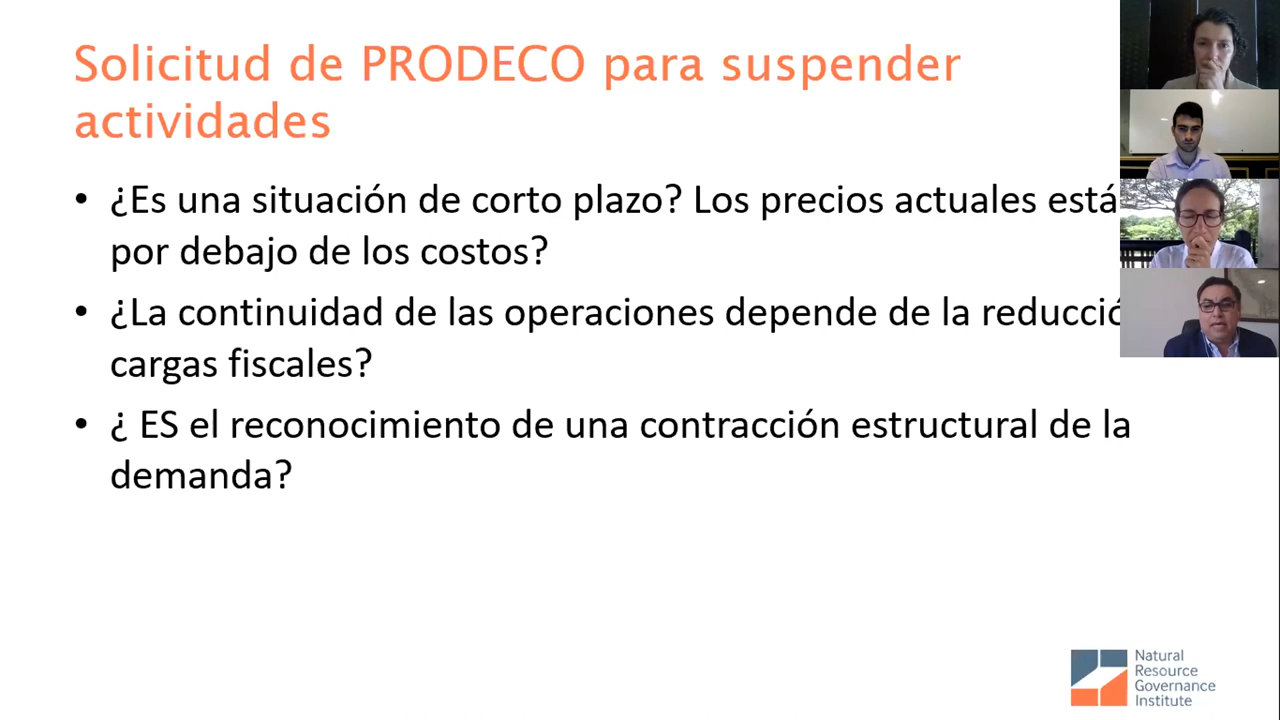 Solicitud de PRODECO para suspender
actividades
• ¿Es una situación de corto plazo? Los precios actuales está
por debajo de los costos?
• ¿La continuidad de las operaciones depende de la reducció
cargas fiscales?
• ¿ ES el reconocimiento de una contracción estructural de la
demanda?
Natural
Resource
Governance
Institute